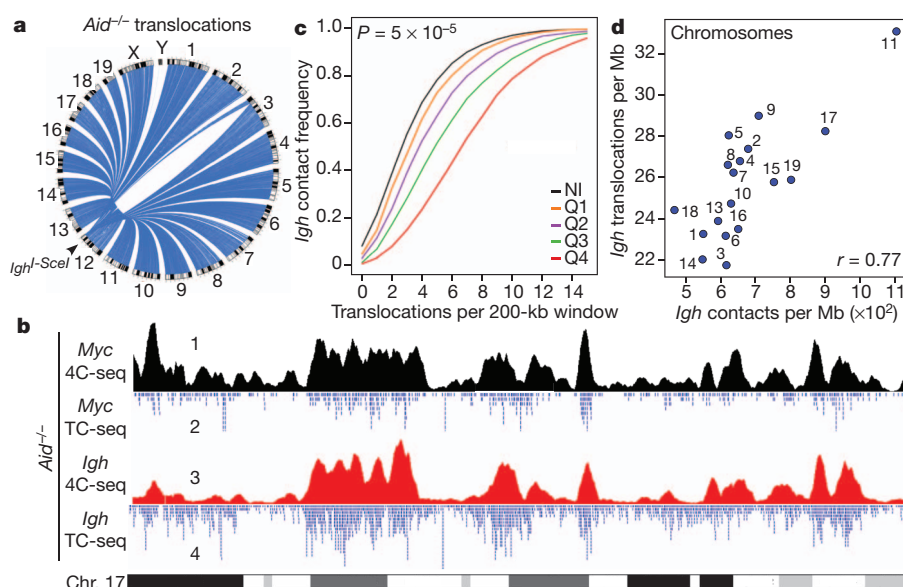 a
Aid–/– translocations
X Y 1 2 3 4 5 6 7 8 9 10 11 12 13 14 15 16 17 18 19
IghI-SceI
c
P = 5 × 10–5
Igh contact frequency
1.0
0.8
0.6
0.4
0.2
0
NI
Q1
Q2
Q3
Q4
0 5 10 15
Translocations per 200-kb window
d
Chromosomes
Igh translocations per Mb
32
30
28
26
24
22
11
9
17
5
2
8
4
7
15
19
10
18
13
16
1
6
3
14
r = 0.77
5 6 7 8 9 10 11
Igh contacts per Mb (×10²)
b
Aid–/–
Myc
4C-seq
1
Myc
TC-seq
2
Igh
4C-seq
3
Igh
TC-seq
4
Chr. 17